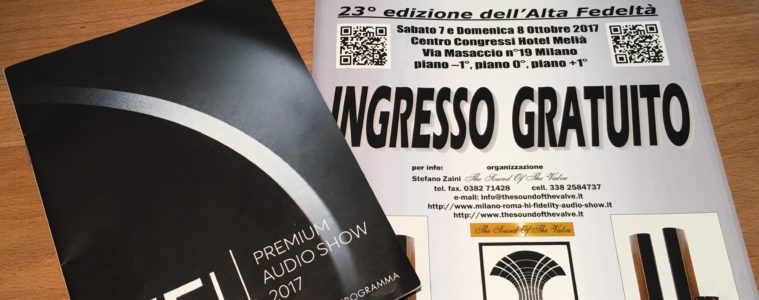 PREMIUM
AUDIO SHOW
2017
PROGRAMMA
23° edizione dell'Alta Fedeltà
Sabato 7 e Domenica 8 Ottobre 2017
Centro Congressi Hotel Melià
Via Masaccio n°19 Milano
piano –1°, piano 0°, piano +1°
INGRESSO GRATUITO
per info: organizzazione
Stefano Zaini The Sound Of The Valve
tel. fax. 0382 71428 cell. 338 2584737
e-mail: info@thesoundofthevalve.it
http://www.milano-roma-hi-fidelity-audio-show.it
http://www.thesoundofthevalve.it
The Sound Of The Valve